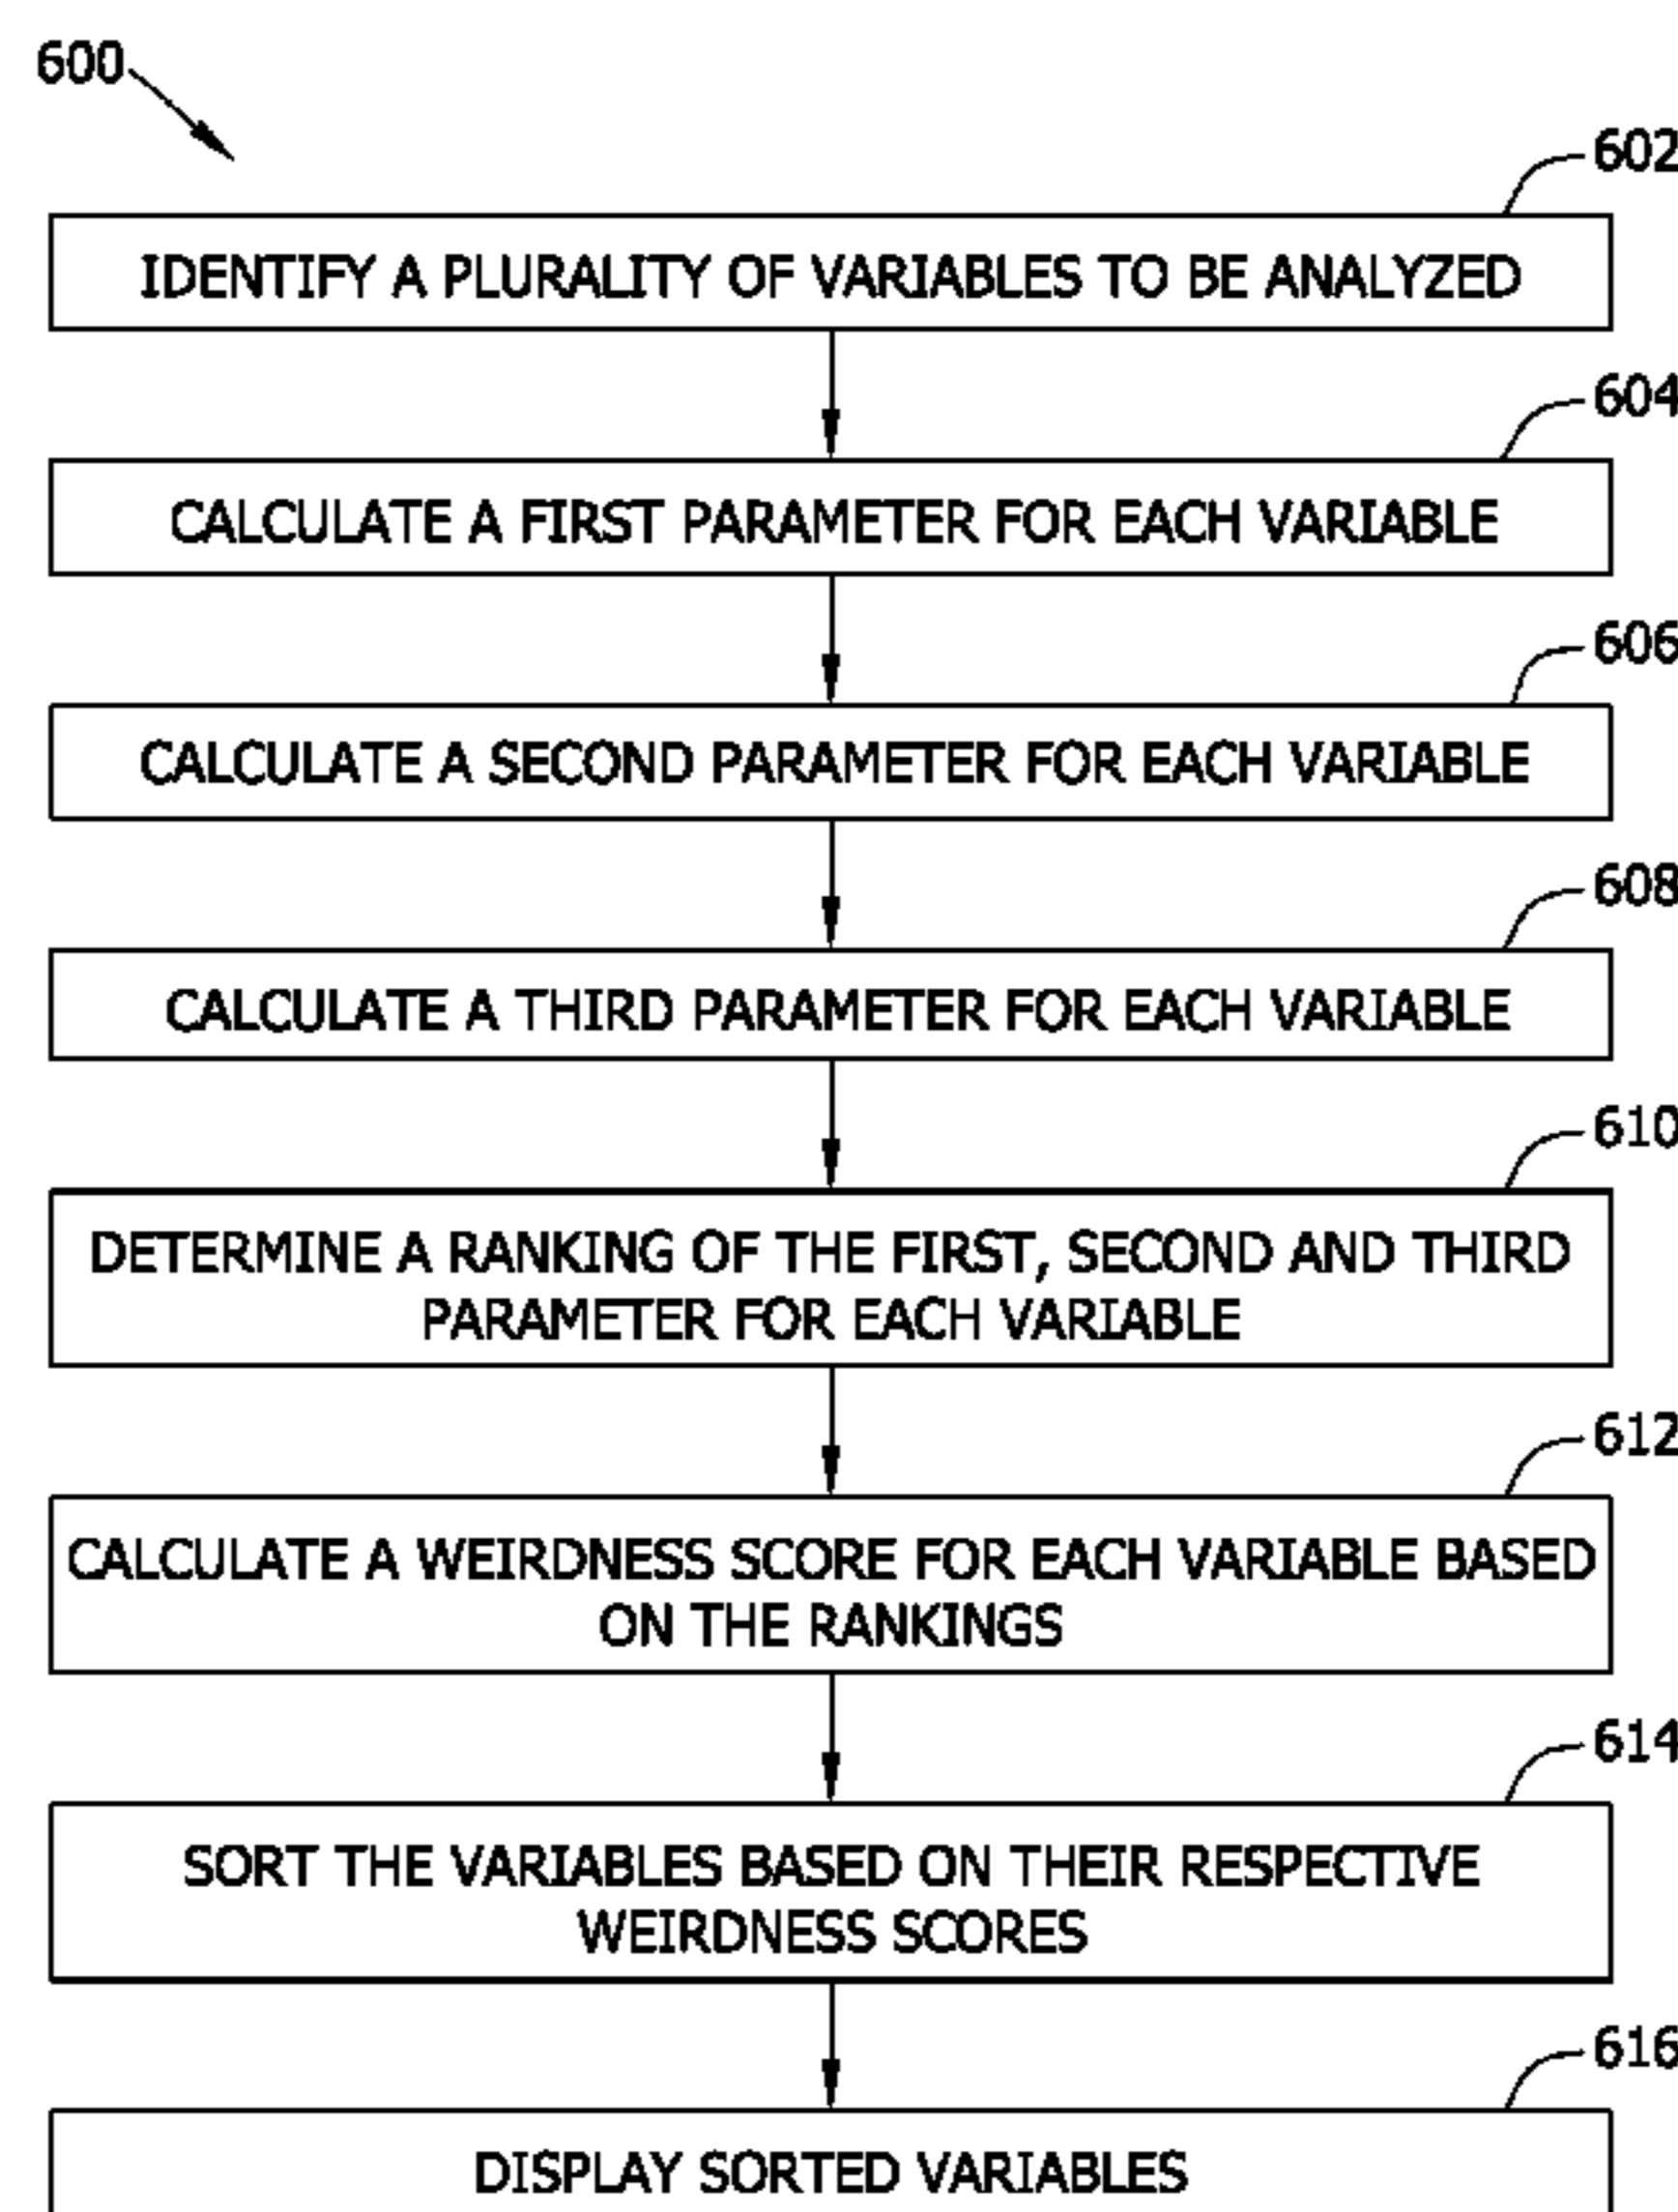 600
602
IDENTIFY A PLURALITY OF VARIABLES TO BE ANALYZED
604
CALCULATE A FIRST PARAMETER FOR EACH VARIABLE
606
CALCULATE A SECOND PARAMETER FOR EACH VARIABLE
608
CALCULATE A THIRD PARAMETER FOR EACH VARIABLE
610
DETERMINE A RANKING OF THE FIRST, SECOND AND THIRD
PARAMETER FOR EACH VARIABLE
612
CALCULATE A WEIRDNESS SCORE FOR EACH VARIABLE BASED
ON THE RANKINGS
614
SORT THE VARIABLES BASED ON THEIR RESPECTIVE
WEIRDNESS SCORES
616
DISPLAY SORTED VARIABLES